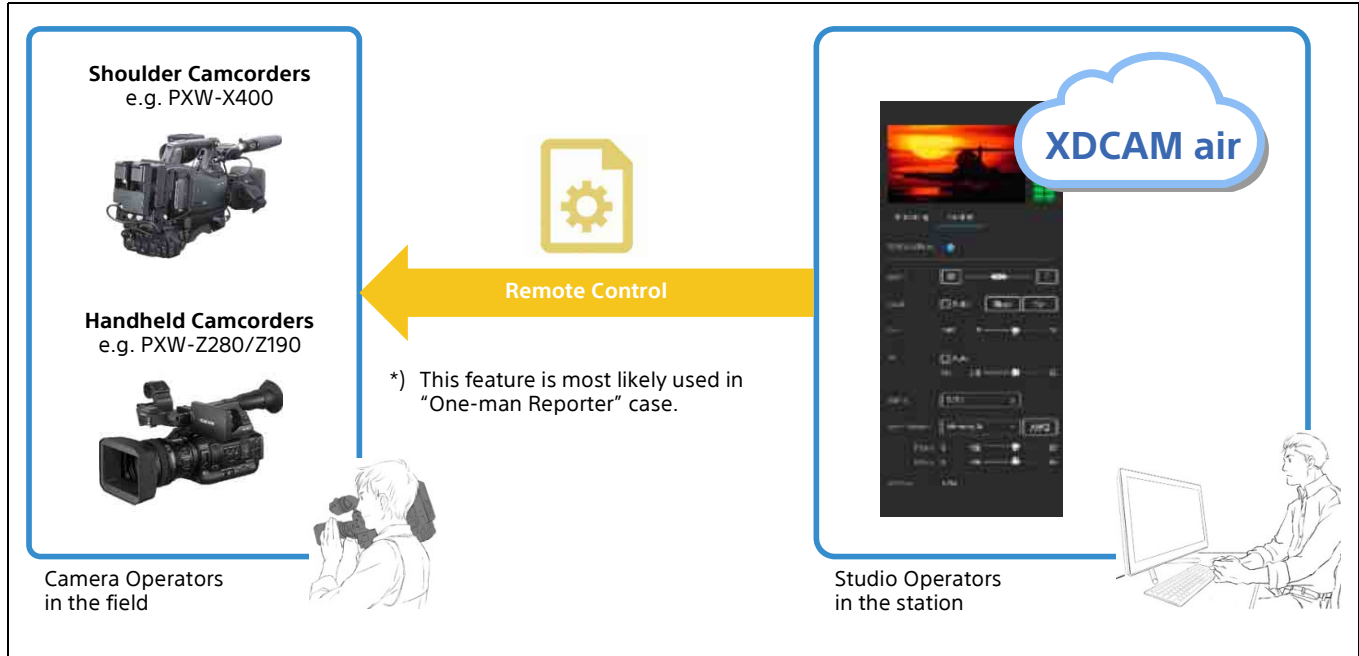 Shoulder Camcorders
e.g. PXW-X400
Handheld Camcorders
e.g. PXW-Z280/Z190
Remote Control
*) This feature is most likely used in
“One-man Reporter” case.
XDCAM air
Camera Operators
in the field
Studio Operators
in the station